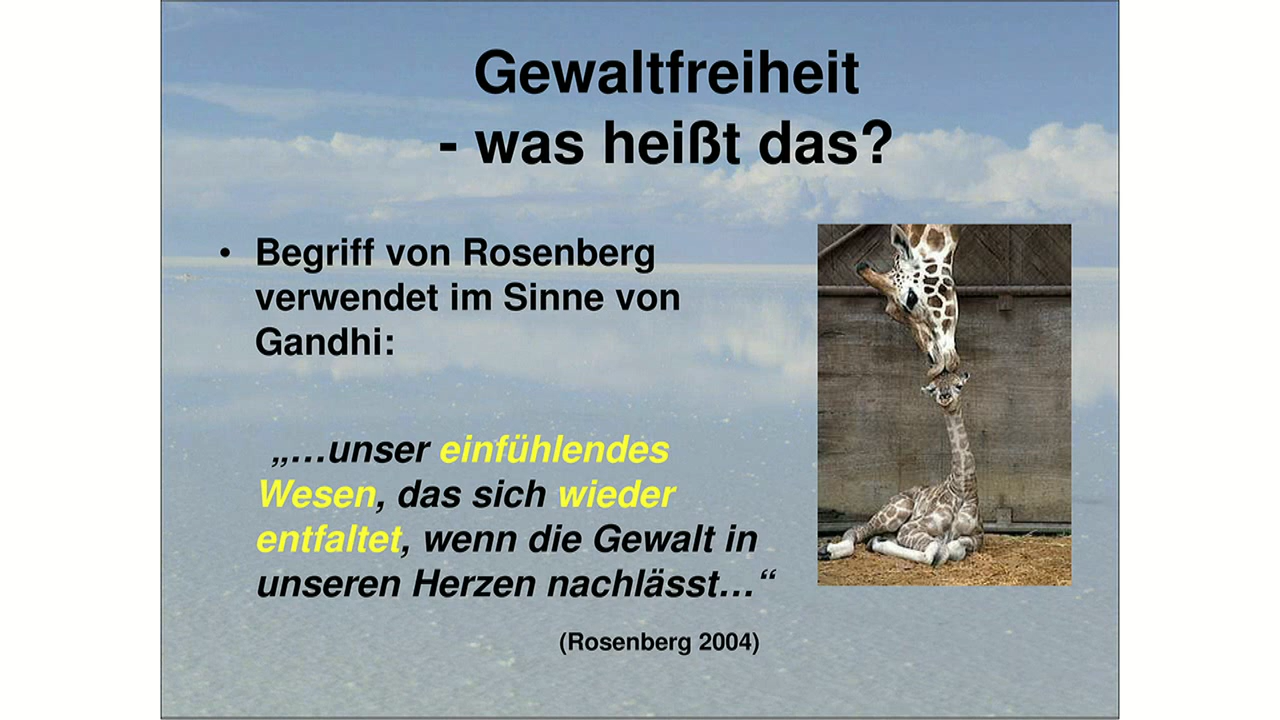 Gewaltfreiheit
- was heißt das?
• Begriff von Rosenberg
verwendet im Sinne von
Gandhi:
„…unser einfühlendes
Wesen, das sich wieder
entfaltet, wenn die Gewalt in
unseren Herzen nachlässt…“
(Rosenberg 2004)